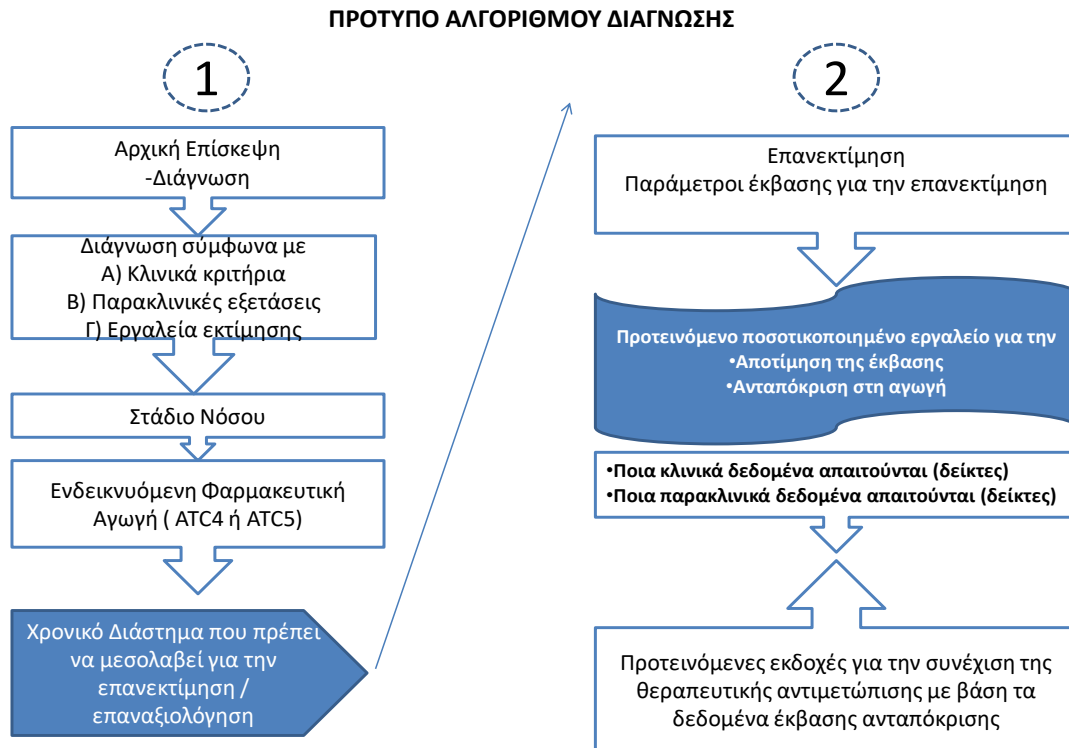 ΠΡΟΤΥΠΟ ΑΛΓΟΡΙΘΜΟΥ ΔΙΑΓΝΩΣΗΣ
1
Αρχική Επίσκεψη
-Διάγνωση
Διάγνωση σύμφωνα με
Α) Κλινικά κριτήρια
Β) Παρακλινικές εξετάσεις
Γ) Εργαλεία εκτίμησης
Στάδιο Νόσου
Ενδεικνυόμενη Φαρμακευτική
Αγωγή ( ATC4 ή ATC5)
Χρονικό Διάστημα που πρέπει
να μεσολαβεί για την
επανεκτίμηση /
επαναξιολόγηση
2
Επανεκτίμηση
Παράμετροι έκβασης για την επανεκτίμηση
Προτεινόμενο ποσοτικοποιημένο εργαλείο για την
•Αποτίμηση της έκβασης
•Ανταπόκριση στη αγωγή
•Ποια κλινικά δεδομένα απαιτούνται (δείκτες)
•Ποια παρακλινικά δεδομένα απαιτούνται (δείκτες)
Προτεινόμενες εκδοχές για την συνέχιση της
θεραπευτικής αντιμετώπισης με βάση τα
δεδομένα έκβασης ανταπόκρισης